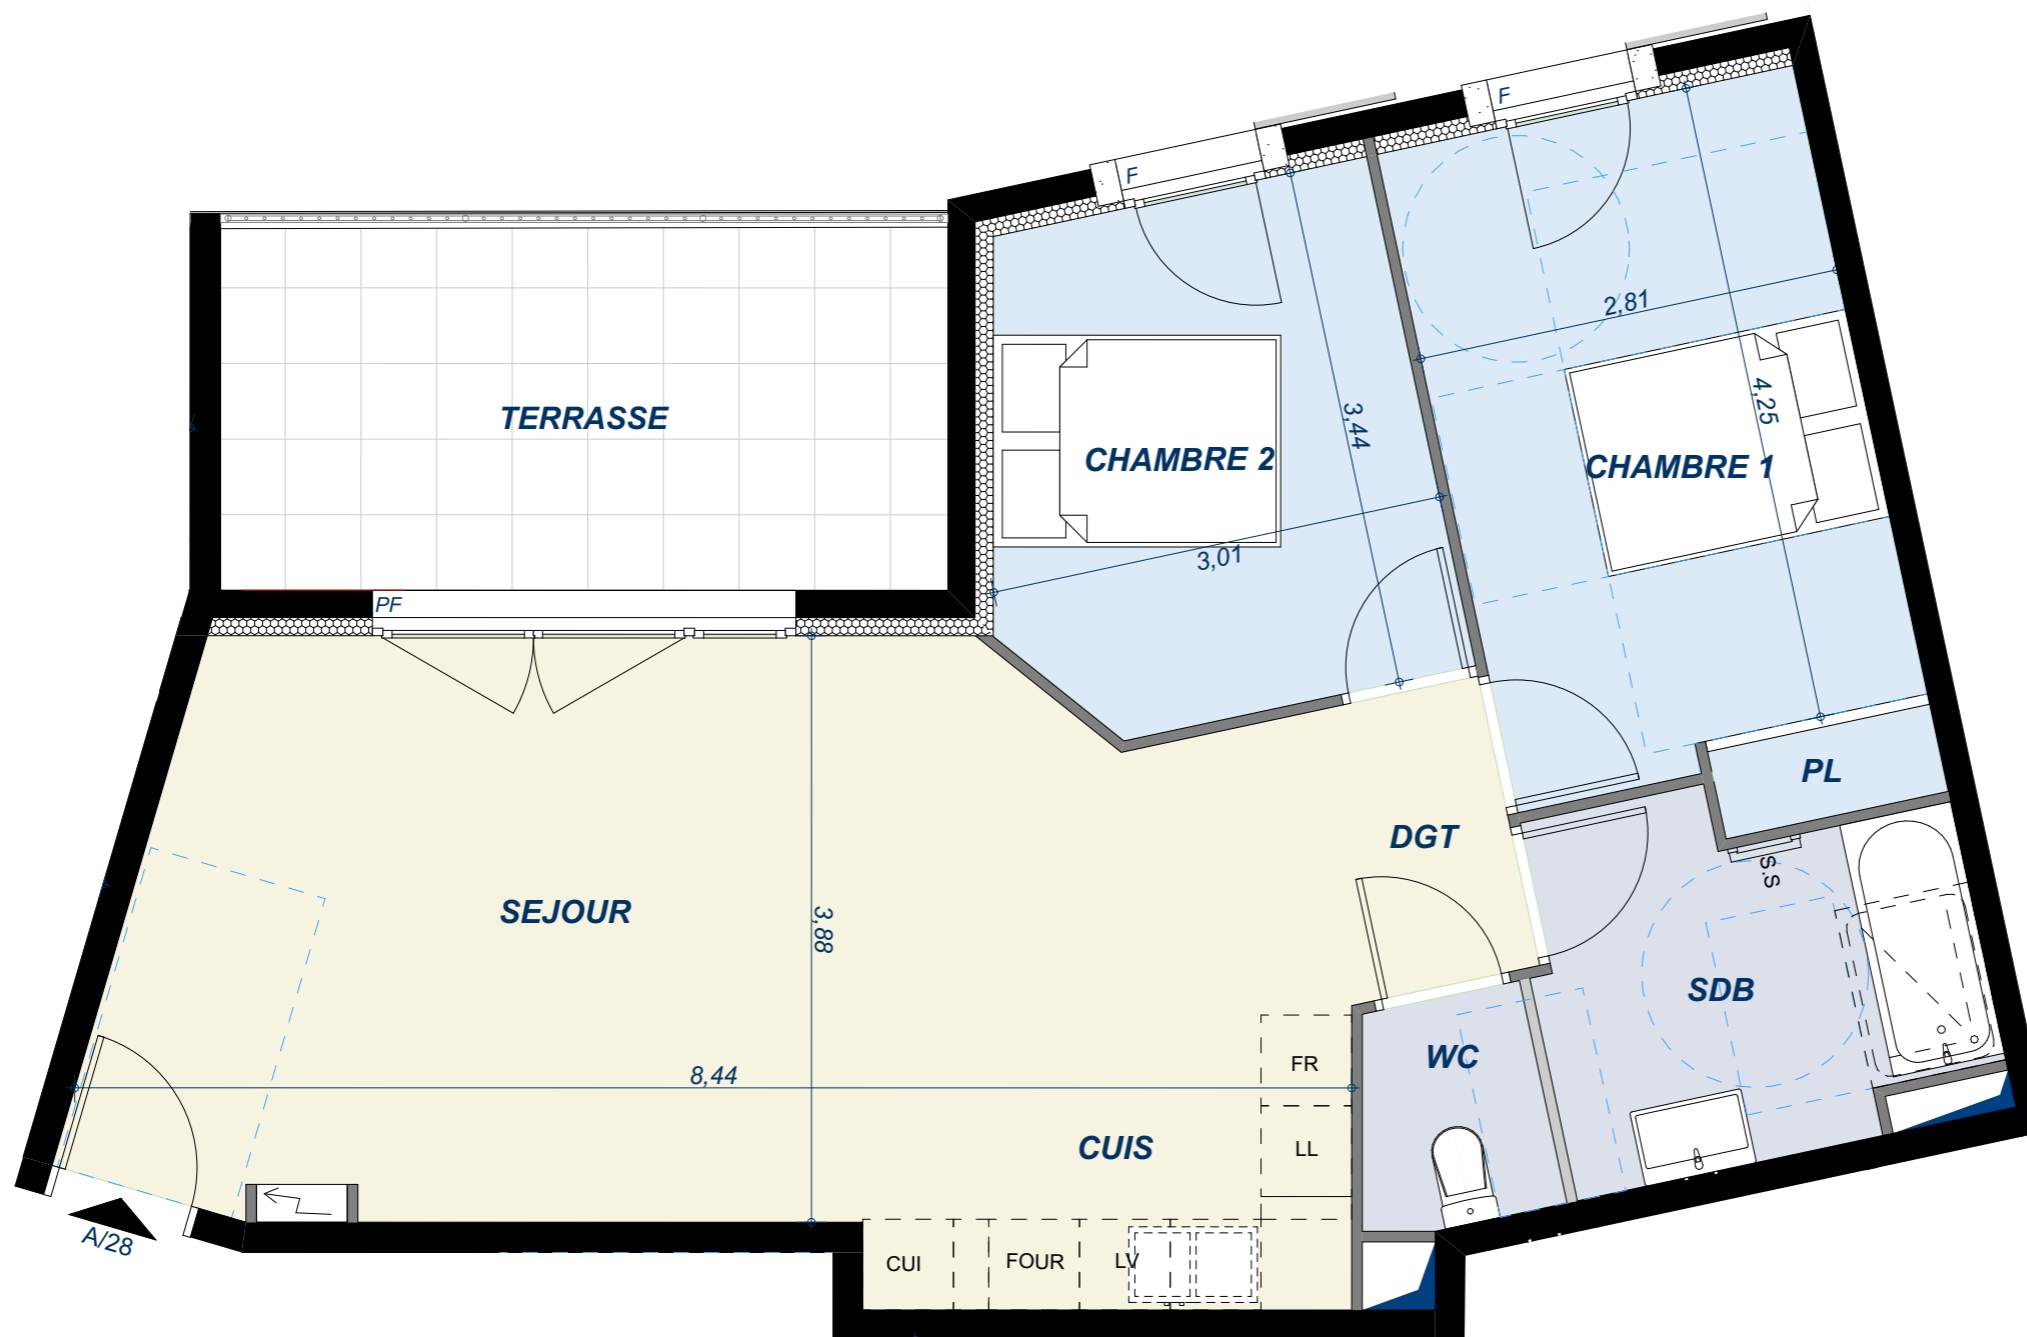 F
F
2,81
TERRASSE
3,44
4,25
CHAMBRE 2
CHAMBRE 1
3,01
PF
PL
DGT
S.S
SEJOUR
3,88
SDB
WC
FR
8,44
CUIS
LL
A/28
CUI
FOUR
LV